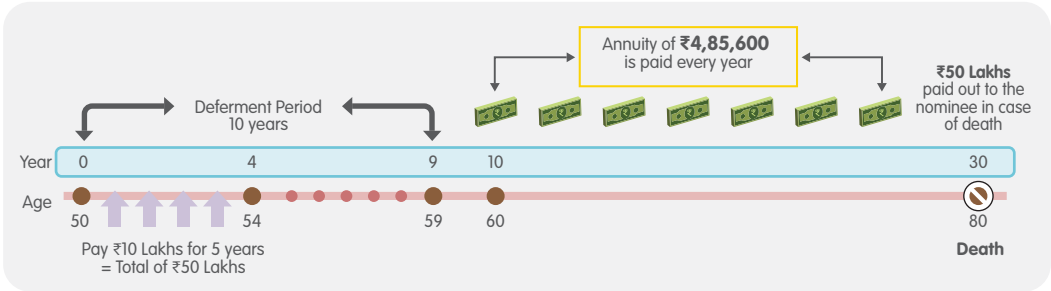 Annuity of ₹4,85,600
is paid every year
₹50 Lakhs
paid out to the
nominee in case
of death
Deferment Period
10 years
Year 0 4 9 10 30
Age
50 54 59 60 80
Pay ₹10 Lakhs for 5 years
= Total of ₹50 Lakhs
Death